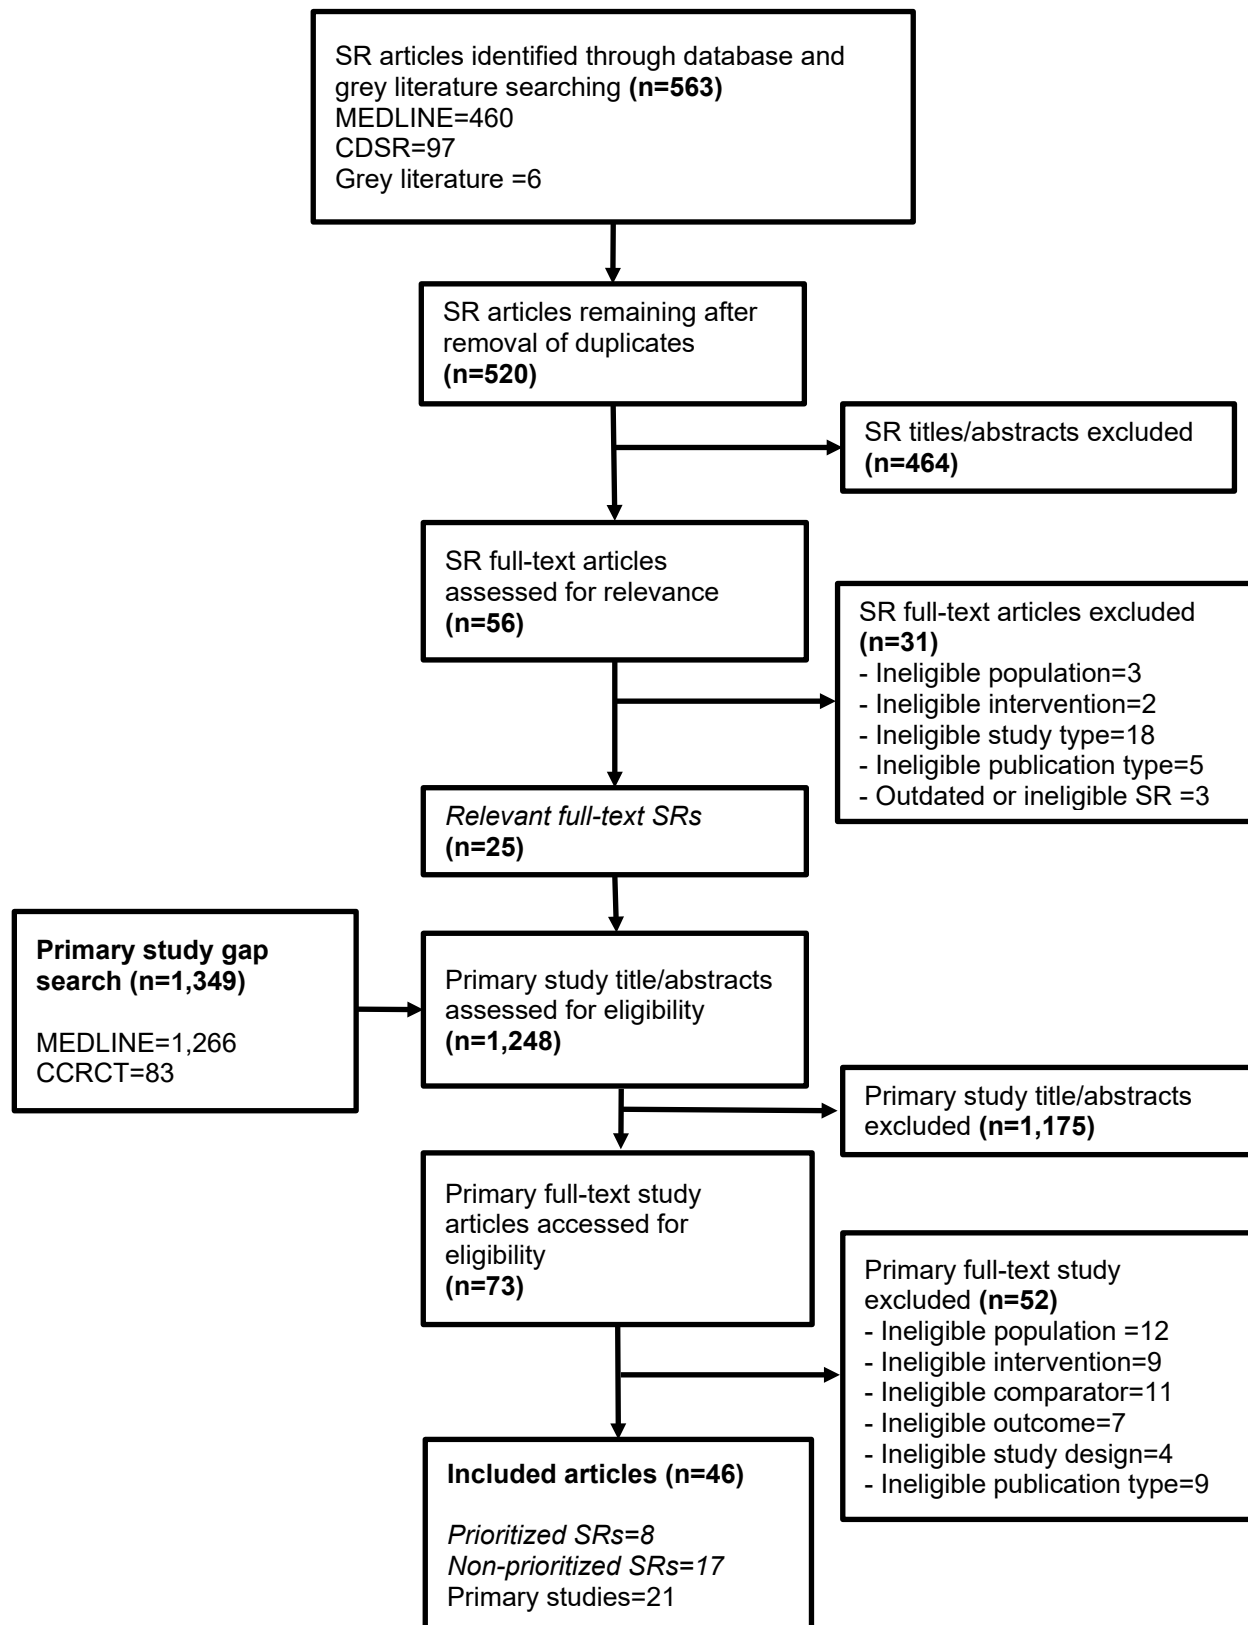 SR articles identified through database and
grey literature searching (n=563)
MEDLINE=460
CDSR=97
Grey literature =6
SR articles remaining after
removal of duplicates
(n=520)
SR titles/abstracts excluded
(n=464)
SR full-text articles
assessed for relevance
(n=56)
SR full-text articles excluded
(n=31)
- Ineligible population=3
- Ineligible intervention=2
- Ineligible study type=18
- Ineligible publication type=5
- Outdated or ineligible SR =3
Relevant full-text SRs
(n=25)
Primary study gap
search (n=1,349)
MEDLINE=1,266
CCRCT=83
Primary study title/abstracts
assessed for eligibility
(n=1,248)
Primary study title/abstracts
excluded (n=1,175)
Primary full-text study
articles accessed for
eligibility
(n=73)
Primary full-text study
excluded (n=52)
- Ineligible population =12
- Ineligible intervention=9
- Ineligible comparator=11
- Ineligible outcome=7
- Ineligible study design=4
- Ineligible publication type=9
Included articles (n=46)
Prioritized SRs=8
Non-prioritized SRs=17
Primary studies=21